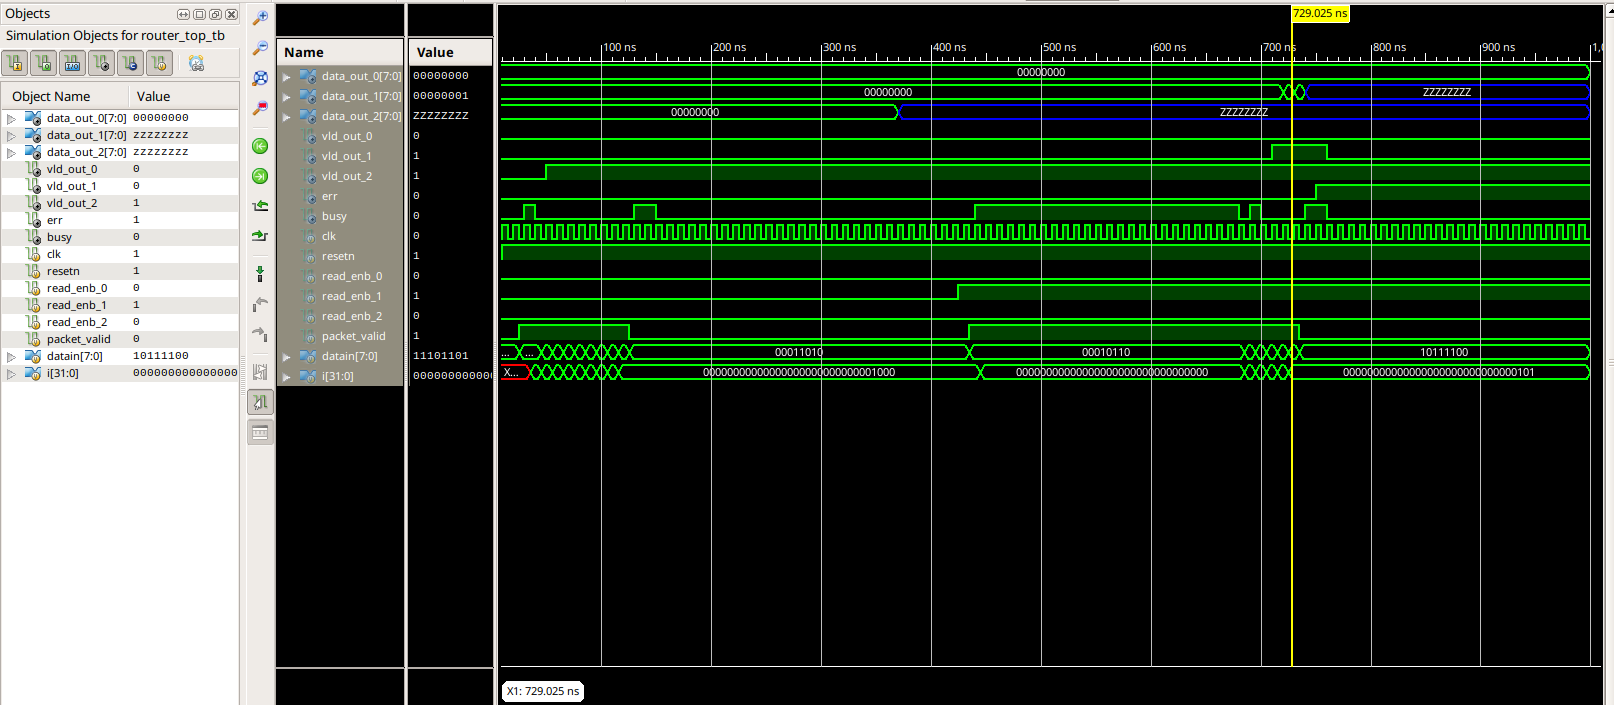 Objects
Simulation Objects for router_top_tb
Object Name Value
data_out_0[7:0] 00000000
data_out_1[7:0] zzzzzzzz
data_out_2[7:0] zzzzzzzz
vld_out_0 0
vld_out_1 0
vld_out_2 1
err 1
busy 0
clk 1
resetn 1
read_enb_0 0
read_enb_1 1
read_enb_2 0
packet_valid 0
datain[7:0] 10111100
i[31:0] 000000000000000
Name Value
data_out_0[7:0] 00000000
data_out_1[7:0] 00000001
data_out_2[7:0] ZZZZZZZZ
vld_out_0 0
vld_out_1 1
vld_out_2 1
err 0
busy 0
clk 0
resetn 1
read_enb_0 0
read_enb_1 1
read_enb_2 0
packet_valid 1
datain[7:0] 11101101
i[31:0] 000000000000
729.025 ns
100 ns 200 ns 300 ns 400 ns 500 ns 600 ns 700 ns 800 ns 900 ns 1,0
00000000
00000000 ZZZZZZZZ
00000000 ZZZZZZZZ
... ... 00011010 00010110 10111100
X... 00000000000000000000000000001000 00000000000000000000000000000000 00000000000000000000000000000101
X1: 729.025 ns